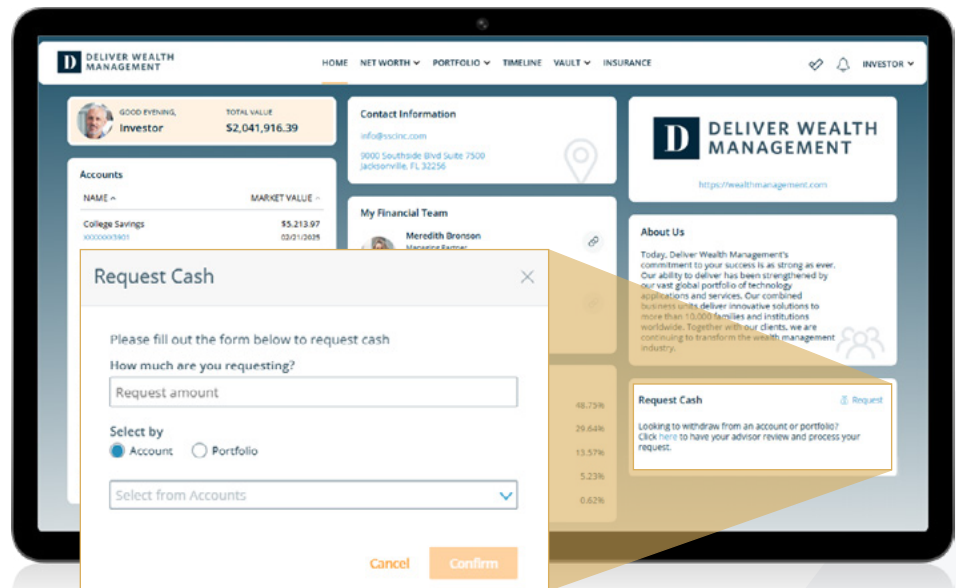 D DELIVER WEALTH
MANAGEMENT
HOME NET WORTH PORTFOLIO TIMELINE VAULT INSURANCE
INVESTOR
GOOD EVENING,
Investor
TOTAL VALUE
$2,041,916.39
Accounts
NAME
MARKET VALUE
College Savings
$5,213.97
XXXXXXX5901
02/21/2025
Contact Information
info@sscinc.com
9000 Southside Blvd Suite 7500
Jacksonville, FL 32256
My Financial Team
Meredith Bronson
Managing Partner
48.75%
29.64%
13.57%
5.23%
0.62%
D DELIVER WEALTH
MANAGEMENT
https://wealthmanagement.com
About Us
Today, Deliver Wealth Management's
commitment to your success is as strong as ever.
Our ability to deliver has been strengthened by
our vast global portfolio of technology
applications and services. Our combined
business units deliver innovative solutions to
more than 10,000 families and institutions
worldwide. Together with our clients, we are
continuing to transform the wealth management
industry.
Request Cash
Request
Looking to withdraw from an account or portfolio?
Click here to have your advisor review and process your
request.
Request Cash
Please fill out the form below to request cash
How much are you requesting?
Request amount
Select by
Account Portfolio
Select from Accounts
Cancel Confirm